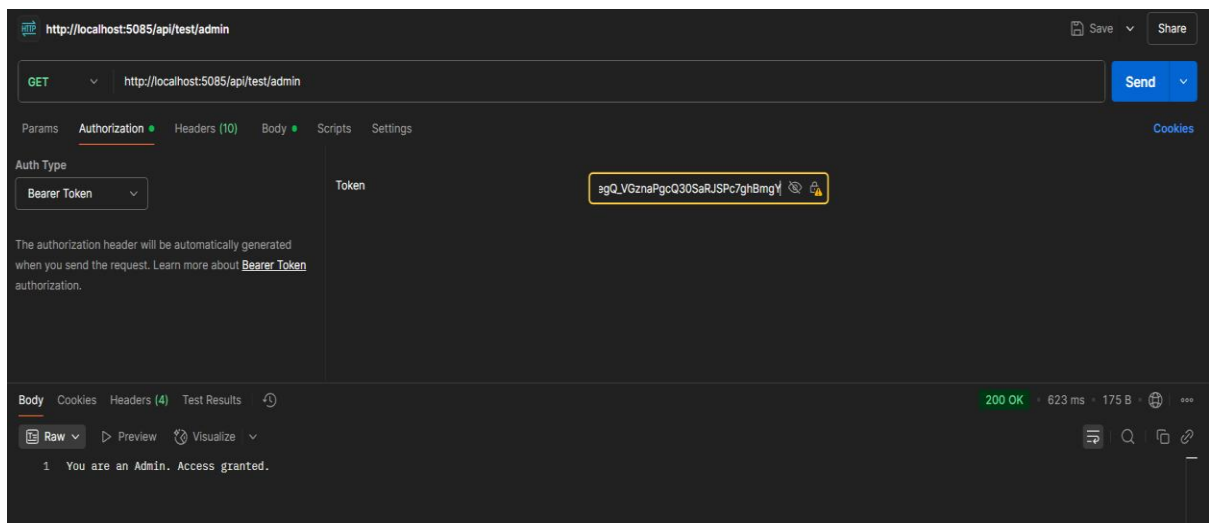 HTTP http://localhost:5085/api/test/admin Save Share
GET http://localhost:5085/api/test/admin Send
Params Authorization Headers (10) Body Scripts Settings Cookies
Auth Type
Bearer Token
Token egQ_VGznaPgcQ30SaRJSPc7ghBmgY
The authorization header will be automatically generated
when you send the request. Learn more about Bearer Token
authorization.
Body Cookies Headers (4) Test Results 200 OK • 623 ms • 175 B
Raw Preview Visualize
1 You are an Admin. Access granted.